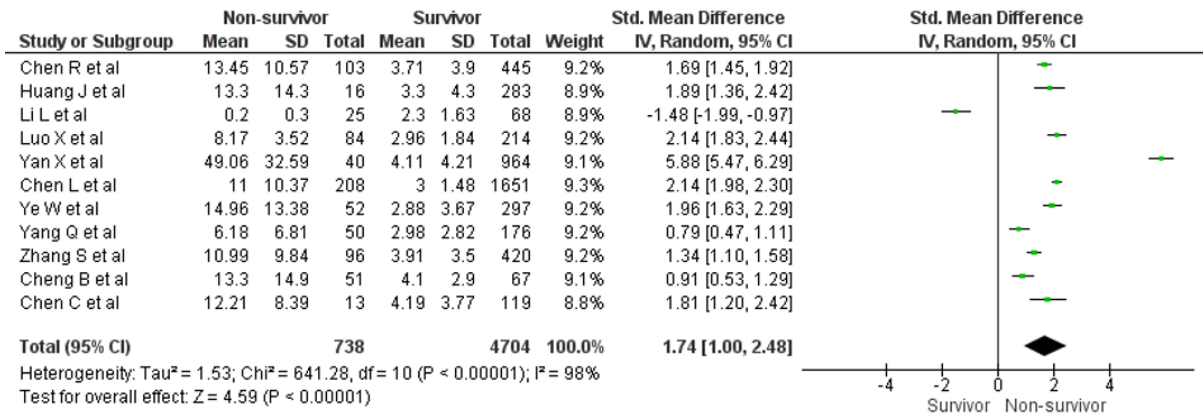 Non-survivor Survivor Std. Mean Difference Std. Mean Difference
Study or Subgroup Mean SD Total Mean SD Total Weight IV, Random, 95% CI IV, Random, 95% CI
Chen R et al 13.45 10.57 103 3.71 3.9 445 9.2% 1.69 [1.45, 1.92]
Huang J et al 13.3 14.3 16 3.3 4.3 283 8.9% 1.89 [1.36, 2.42]
Li L et al 0.2 0.3 25 2.3 1.63 68 8.9% -1.48 [-1.99, -0.97]
Luo X et al 8.17 3.52 84 2.96 1.84 214 9.2% 2.14 [1.83, 2.44]
Yan X et al 49.06 32.59 40 4.11 4.21 964 9.1% 5.88 [5.47, 6.29]
Chen L et al 11 10.37 208 3 1.48 1651 9.3% 2.14 [1.98, 2.30]
Ye W et al 14.96 13.38 52 2.88 3.67 297 9.2% 1.96 [1.63, 2.29]
Yang Q et al 6.18 6.81 50 2.98 2.82 176 9.2% 0.79 [0.47, 1.11]
Zhang S et al 10.99 9.84 96 3.91 3.5 420 9.2% 1.34 [1.10, 1.58]
Cheng B et al 13.3 14.9 51 4.1 2.9 67 9.1% 0.91 [0.53, 1.29]
Chen C et al 12.21 8.39 13 4.19 3.77 119 8.8% 1.81 [1.20, 2.42]
Total (95% CI) 738 4704 100.0% 1.74 [1.00, 2.48]
Heterogeneity: Tau² = 1.53; Chi² = 641.28, df = 10 (P < 0.00001); I² = 98%
Test for overall effect: Z = 4.59 (P < 0.00001)
-4 -2 0 2 4
Survivor Non-survivor